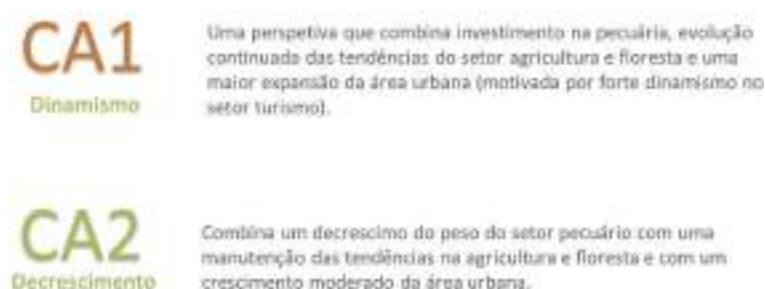 CA1
Dinamismo
Uma perspetiva que combina investimento na pecuária, evolução
continuada das tendências do setor agricultura e floresta e uma
maior expansão da área urbana (motivada por forte dinamismo no
setor turismo).
CA2
Decrescimento
Combina um decrescimo do peso do setor pecuário com uma
manutenção das tendências na agricultura e floresta e com um
crescimento moderado da área urbana.